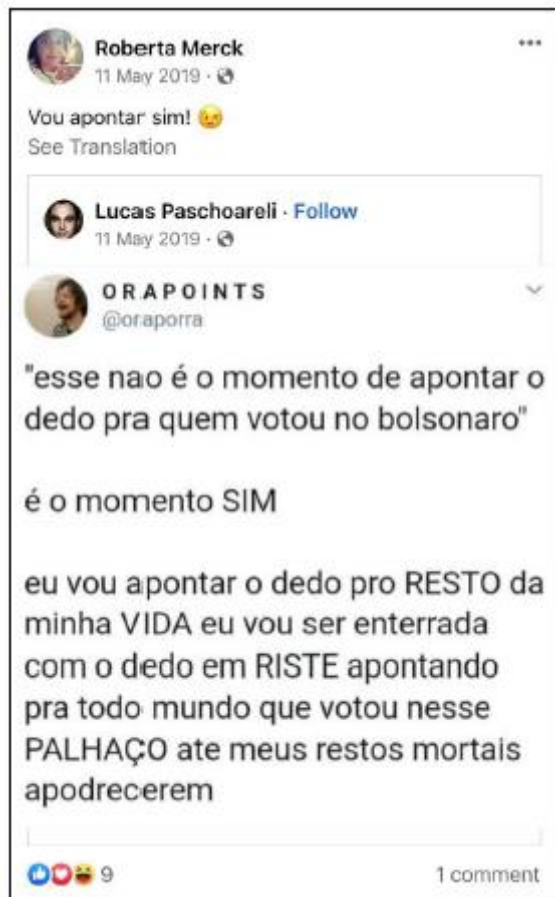 Roberta Merck
11 May 2019 ·
Vou apontar sim! 😉
See Translation
Lucas Paschoareli · Follow
11 May 2019 ·
ORAPOINTS
@oraporra
"esse nao é o momento de apontar o
dedo pra quem votou no bolsonaro"
é o momento SIM
eu vou apontar o dedo pro RESTO da
minha VIDA eu vou ser enterrada
com o dedo em RISTE apontando
pra todo mundo que votou nesse
PALHAÇO ate meus restos mortais
apodrecerem
9
1 comment